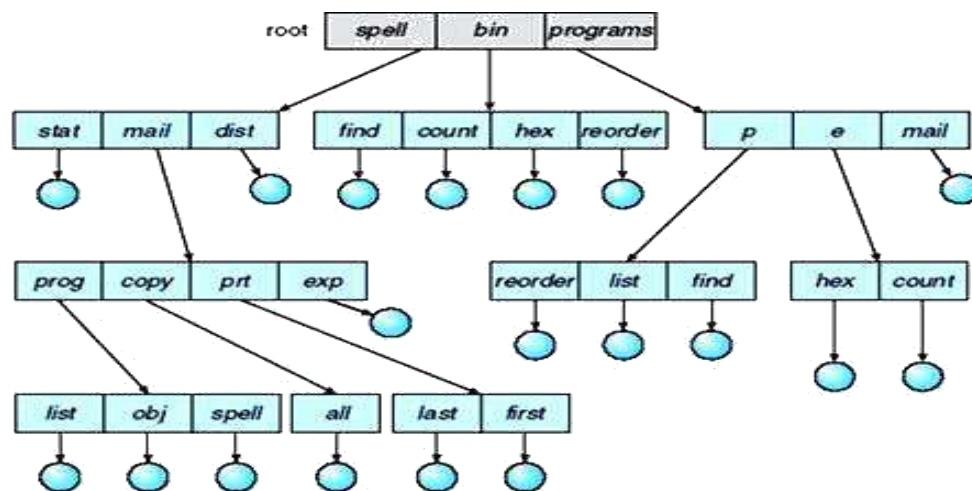 root spell bin programs
stat mail dist find count hex reorder p e mail
prog copy prt exp reorder list find hex count
list obj spell all last first